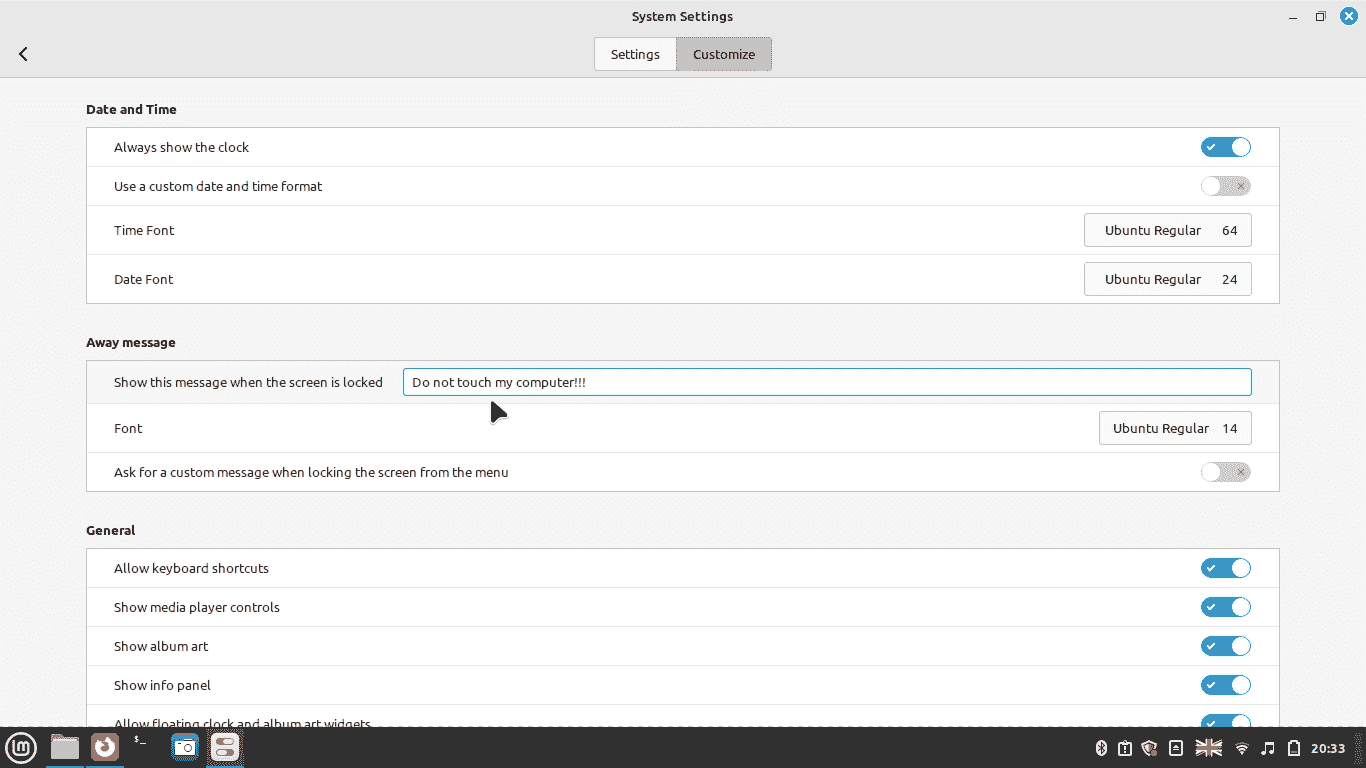 System Settings
Settings Customize
Date and Time
Always show the clock
Use a custom date and time format
Time Font Ubuntu Regular 64
Date Font Ubuntu Regular 24
Away message
Show this message when the screen is locked Do not touch my computer!!!
Font Ubuntu Regular 14
Ask for a custom message when locking the screen from the menu
General
Allow keyboard shortcuts
Show media player controls
Show album art
Show info panel
Allow floating clock and album art widgets
lm $_ 20:33